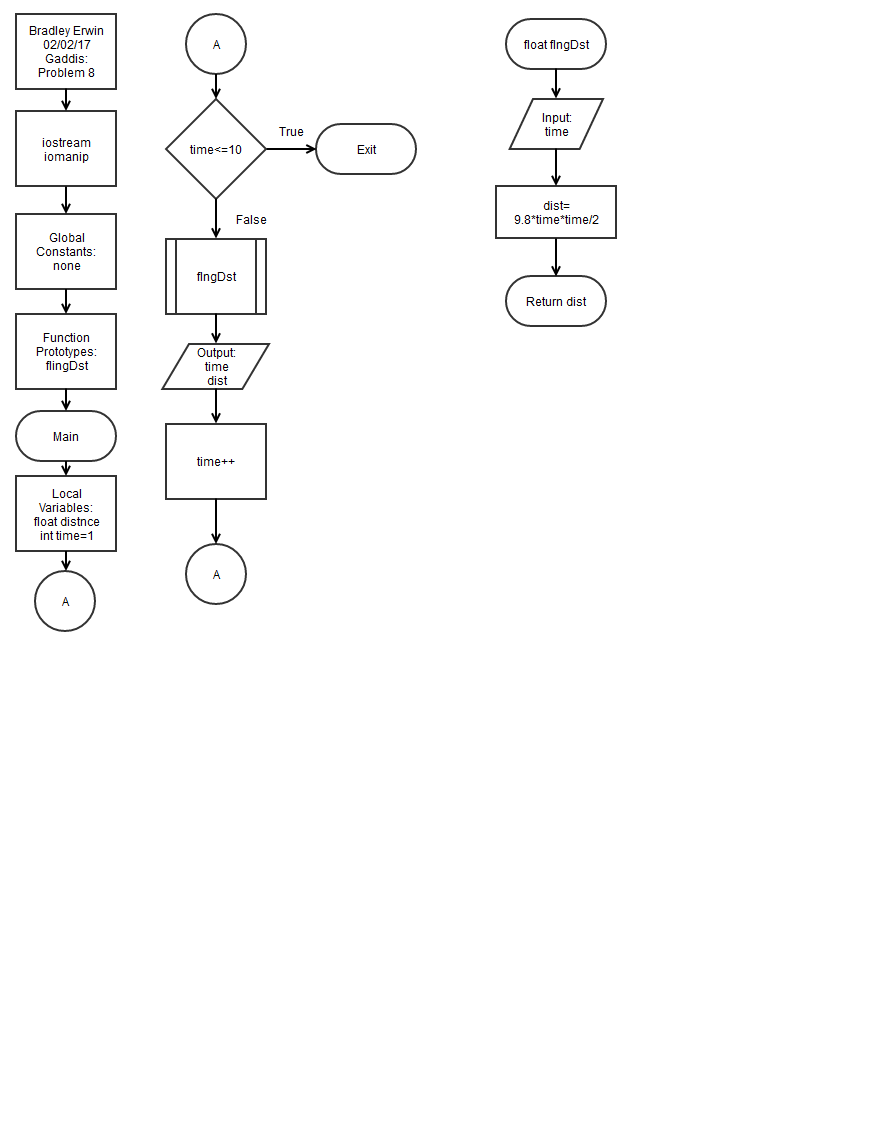 Bradley Erwin
02/02/17
Gaddis:
Problem 8
iostream
iomanip
Global
Constants:
none
Function
Prototypes:
flingDst
Main
Local
Variables:
float distnce
int time=1
A
A
time<=10
True
Exit
False
flngDst
Output:
time
dist
time++
A
float flngDst
Input:
time
dist=
9.8*time*time/2
Return dist